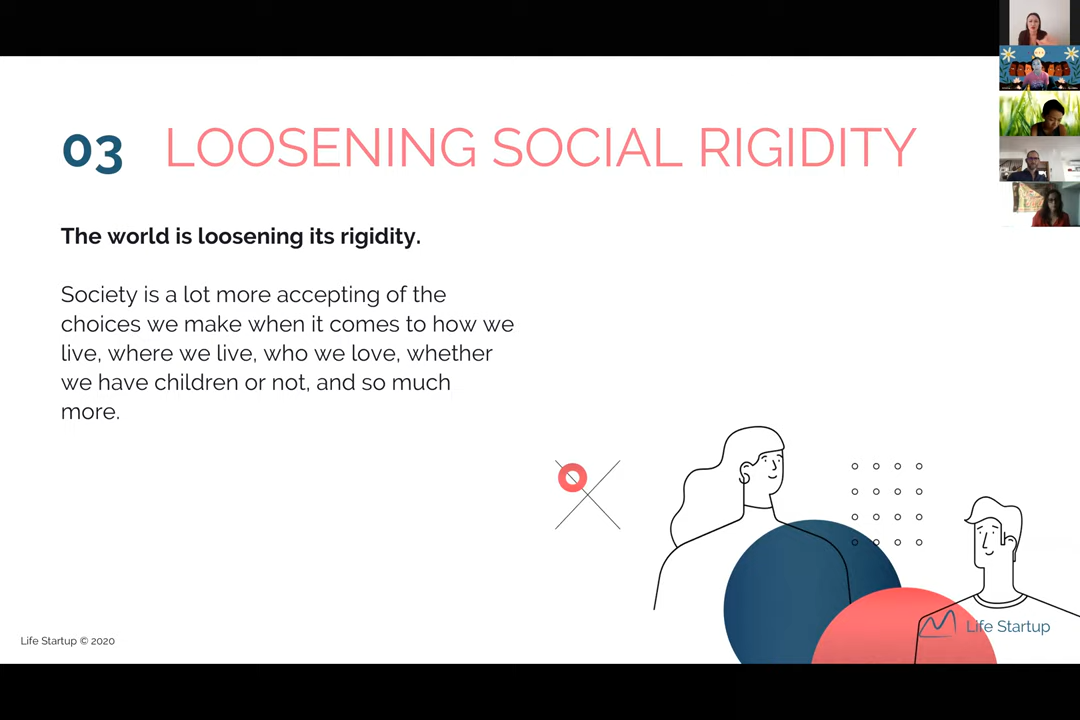 03 LOOSENING SOCIAL RIGIDITY
The world is loosening its rigidity.
Society is a lot more accepting of the
choices we make when it comes to how we
live, where we live, who we love, whether
we have children or not, and so much
more.
Life Startup
Life Startup © 2020